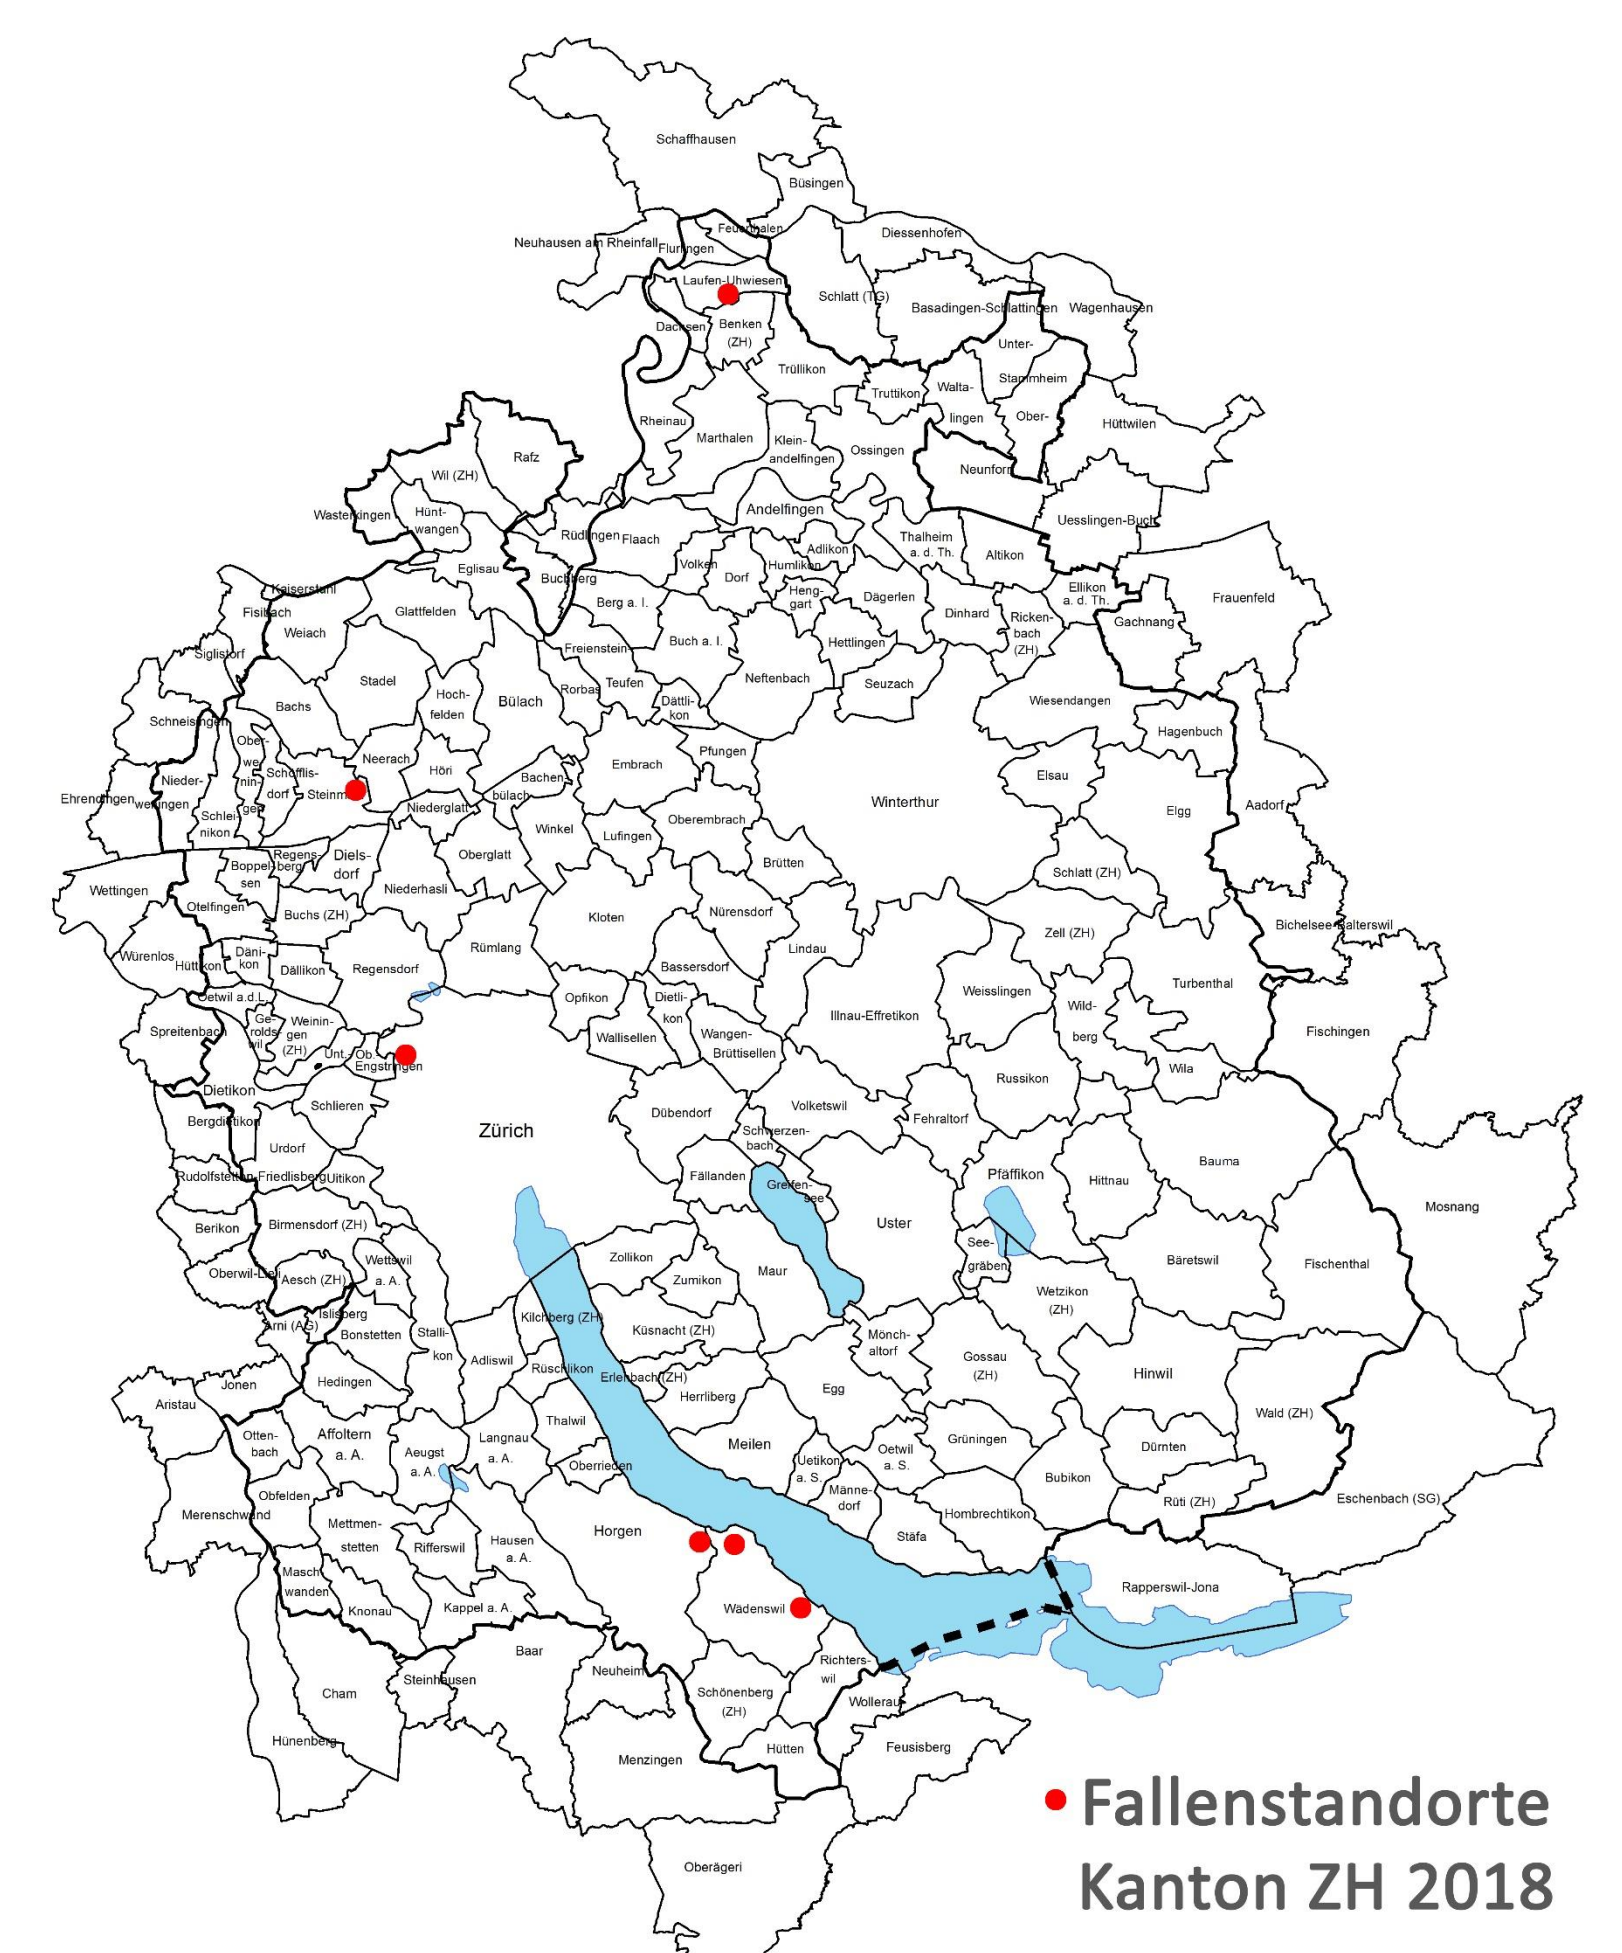 Schaffhausen
Büsingen
Feuerthalen
Diessenhofen
Neuhausen am Rheinfall
Flurlingen
Laufen-Uhwiesen
Schlatt (TG)
Basadingen-Schlattingen
Wagenhausen
Dachsen
Benken
(ZH)
Unter-
Stammheim
Ober-
Trüllikon
Truttikon
Walta-
lingen
Hüttwilen
Rheinau
Marthalen
Klein-
andelfingen
Ossingen
Neunforn
Rafz
Wil (ZH)
Wasterkingen
Hünt-
wangen
Andelfingen
Uesslingen-Buch
Rüdlingen
Flaach
Thalheim
a. d. Th.
Altikon
Adlikon
Humlikon
Volken
Dorf
Eglisau
Buchberg
Kaiserstuhl
Fisibach
Glattfelden
Berg a. I.
Heng-
gart
Dägerlen
Dinhard
Ricken-
bach
(ZH)
Ellikon
a. d. Th.
Gachnang
Frauenfeld
Weiach
Siglistorf
Freienstein-
Teufen
Buch a. I.
Hettlingen
Stadel
Hoch-
felden
Bülach
Rorbas
Dättli-
kon
Neftenbach
Seuzach
Wiesendangen
Bachs
Schneisingen
Hagenbuch
Ober-
we-
nin-
gen
Neerach
Höri
Bachen-
bülach
Embrach
Pfungen
Elsau
Nieder-
weningen
Schöfflis-
dorf
Ehrendingen
Schlei-
nikon
Niederglatt
Winkel
Lufingen
Oberembrach
Winterthur
Elgg
Aadorf
Regens-
berg
Boppel-
sen
Diels-
dorf
Oberglatt
Brütten
Schlatt (ZH)
Wettingen
Otelfingen
Buchs (ZH)
Niederhasli
Kloten
Nürensdorf
Lindau
Zell (ZH)
Bichelsee-Balterswil
Würenlos
Hüttikon
Däni-
kon
Dällikon
Regensdorf
Rümlang
Bassersdorf
Weisslingen
Turbenthal
Oetwil a.d.L.
Opfikon
Dietli-
kon
Illnau-Effretikon
Wild-
berg
Spreitenbach
Ge-
rolds-
wil
Weinin-
gen
(ZH)
Wallisellen
Wangen-
Brüttisellen
Fischingen
Unt.-
Ob.-
Engstringen
Dietikon
Schlieren
Russikon
Wila
Bergdietikon
Urdorf
Zürich
Dübendorf
Schwerzen-
bach
Volketswil
Fehraltorf
Rudolfstetten-Friedlisberg
Uitikon
Fällanden
Greifen-
see
Pfäffikon
Hittnau
Bauma
Mosnang
Berikon
Birmensdorf (ZH)
Uster
Oberwil-Lieli
Aesch (ZH)
Wettswil
a. A.
Zollikon
Zumikon
Maur
See-
gräben
Bäretswil
Fischenthal
Arni (AG)
Islisberg
Bonstetten
Stalli-
kon
Kilchberg (ZH)
Küsnacht (ZH)
Mönch-
altorf
Wetzikon
(ZH)
Adliswil
Rüschlikon
Erlenbach (ZH)
Herrliberg
Egg
Gossau
(ZH)
Hinwil
Jonen
Hedingen
Aristau
Wald (ZH)
Otten-
bach
Affoltern
a. A.
Aeugst
a. A.
Langnau
a. A.
Thalwil
Oberrieden
Meilen
Uetikon
a. S.
Oetwil
a. S.
Grüningen
Dürnten
Bubikon
Merenschwand
Obfelden
Männe-
dorf
Hombrechtikon
Rüti (ZH)
Eschenbach (SG)
Mettmen-
stetten
Rifferswil
Hausen
a. A.
Horgen
Stäfa
Masch-
wanden
Knonau
Kappel a. A.
Wädenswil
Rapperswil-Jona
Baar
Neuheim
Richters-
wil
Steinhausen
Cham
Schönenberg
(ZH)
Wollerau
Hünenberg
Menzingen
Hütten
Feusisberg
Oberägeri
Fallenstandorte
Kanton ZH 2018